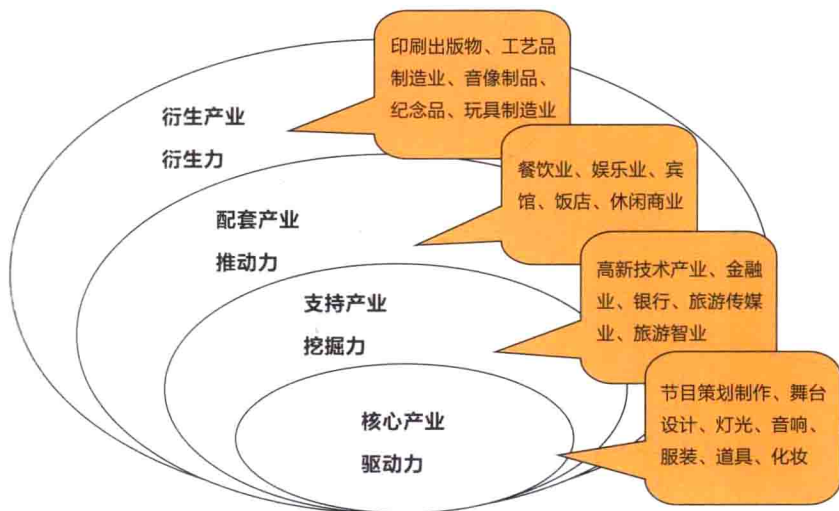 印刷出版物、工艺品
制造业、音像制品、
纪念品、玩具制造业
衍生产业
衍生力
餐饮业、娱乐业、宾
馆、饭店、休闲商业
配套产业
推动力
高新技术产业、金融
业、银行、旅游传媒
业、旅游智业
支持产业
挖掘力
节目策划制作、舞台
设计、灯光、音响、
服装、道具、化妆
核心产业
驱动力